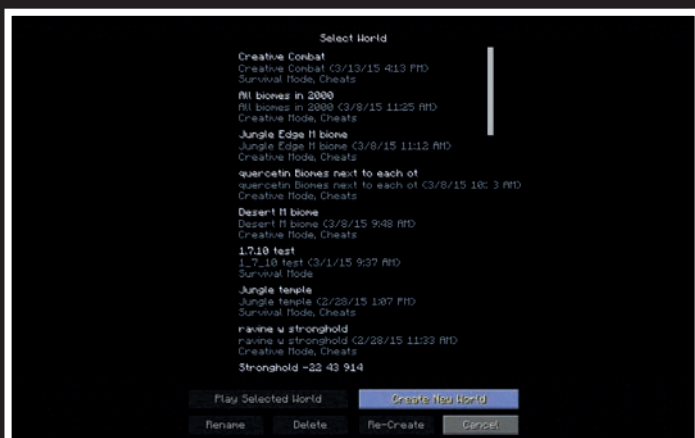 Select World
Creative Combat
Creative Combat (3/13/15 4:13 PM)
Survival Mode, Cheats
All biomes in 2000
All biomes in 2000 (3/8/15 11:25 AM)
Creative Mode, Cheats
Jungle Edge M biome
Jungle Edge M biome (3/8/15 11:12 AM)
Creative Mode, Cheats
quercetin Biomes next to each ot
quercetin Biomes next to each ot (3/8/15 10: 3 AM)
Creative Mode, Cheats
Desert M biome
Desert M biome (3/8/15 9:48 AM)
Creative Mode, Cheats
1.7.10 test
1_7_10 test (3/1/15 9:37 AM)
Survival Mode
Jungle temple
Jungle temple (2/28/15 1:07 PM)
Survival Mode, Cheats
ravine w stronghold
ravine w stronghold (2/28/15 11:33 AM)
Creative Mode, Cheats
Stronghold -22 43 914
Play Selected World
Create New World
Rename
Delete
Re-Create
Cancel